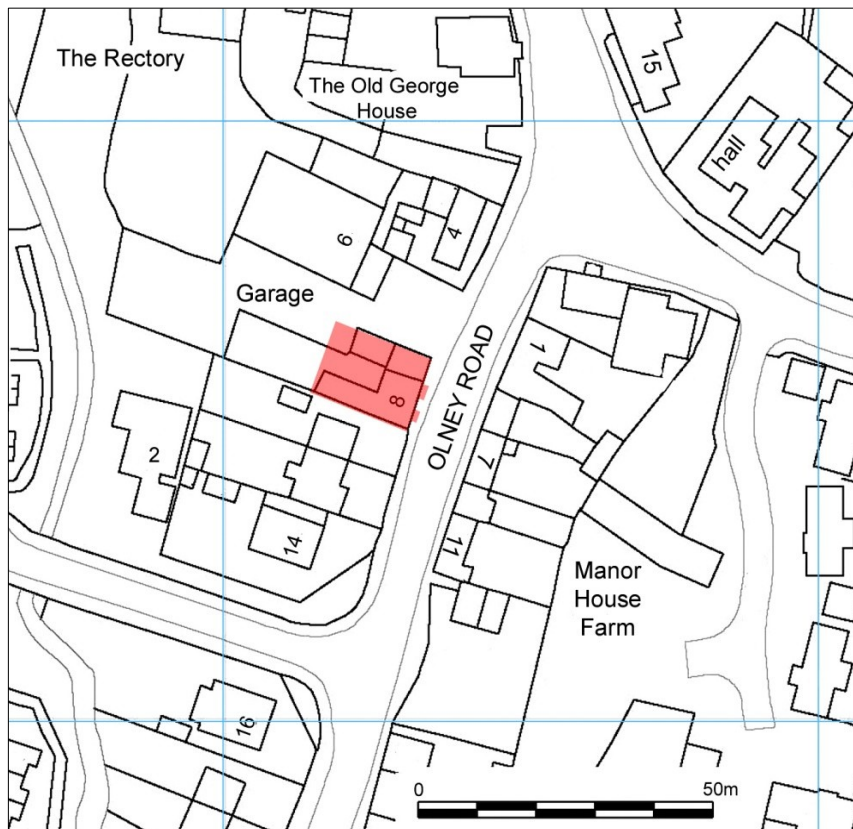 The Rectory
The Old George
House
15
hall
6
4
Garage
8
OLNEY ROAD
1
2
7
14
11
Manor
House
Farm
16
0
50m